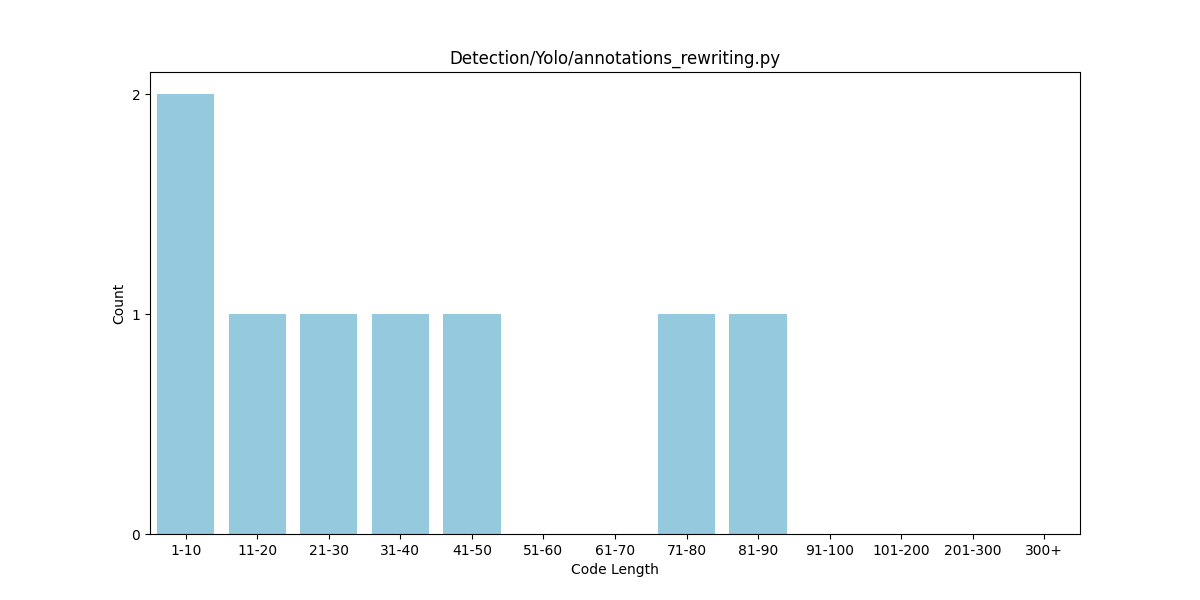 Detection/Yolo/annotations_rewriting.py
2
1
0
Count
1-10 11-20 21-30 31-40 41-50 51-60 61-70 71-80 81-90 91-100 101-200 201-300 300+
Code Length